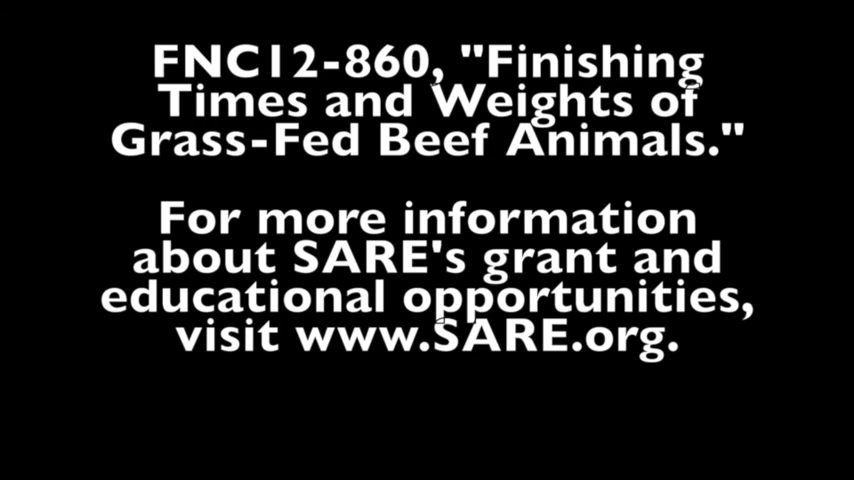 FNC12-860, "Finishing
Times and Weights of
Grass-Fed Beef Animals."
For more information
about SARE's grant and
educational opportunities,
visit www.SARE.org.